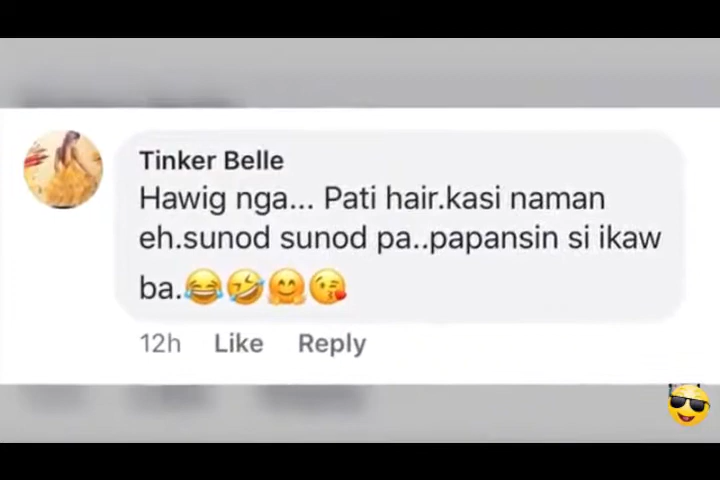 Tinker Belle
Hawig nga... Pati hair.kasi naman
eh.sunod sunod pa..papansin si ikaw
ba.😂🤣🤗😘
12h Like Reply